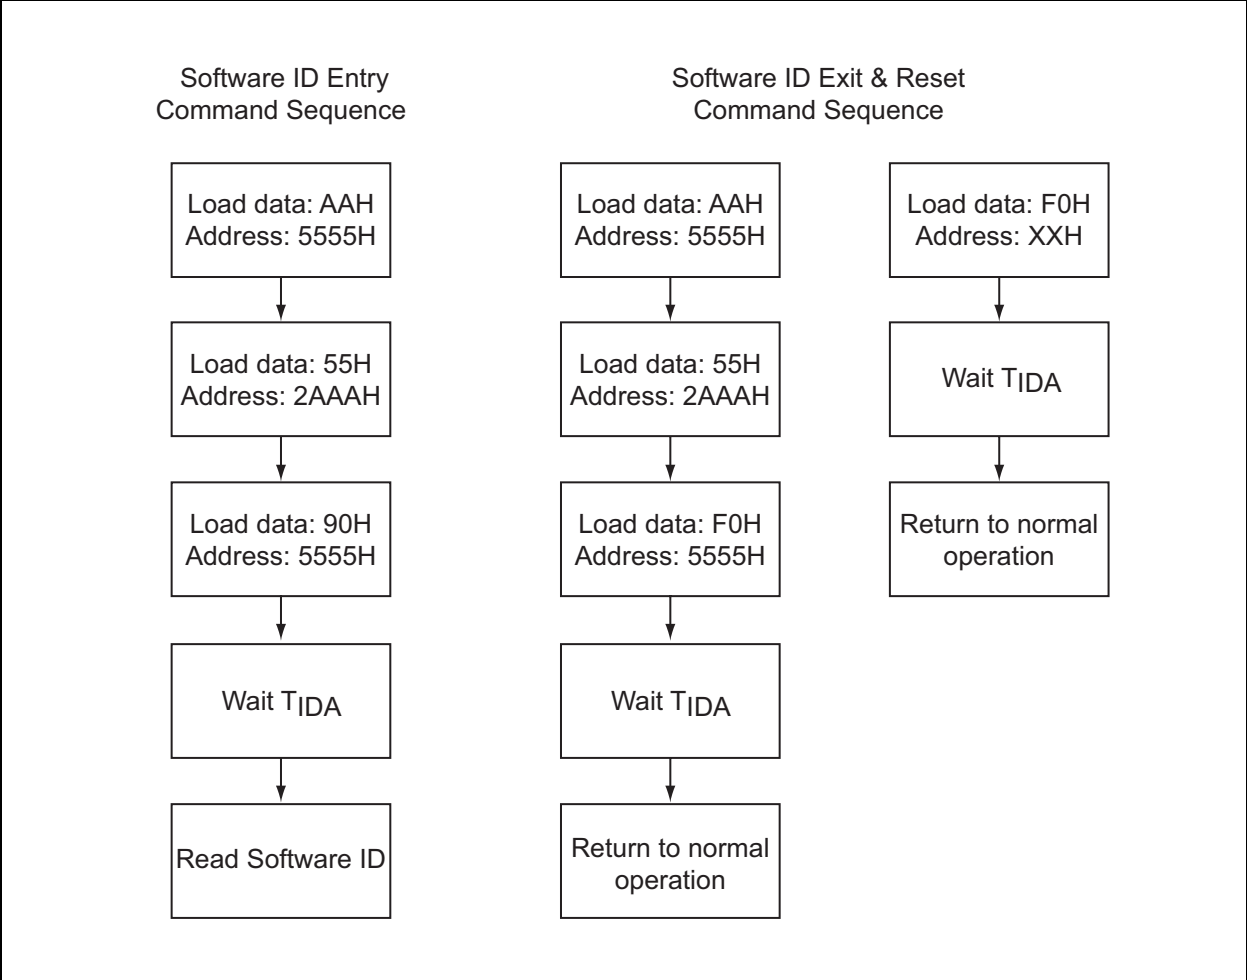 Software ID Entry
Command Sequence
Load data: AAH
Address: 5555H
Load data: 55H
Address: 2AAAH
Load data: 90H
Address: 5555H
Wait TIDA
Read Software ID
Software ID Exit & Reset
Command Sequence
Load data: AAH
Address: 5555H
Load data: 55H
Address: 2AAAH
Load data: F0H
Address: 5555H
Wait TIDA
Return to normal
operation
Load data: F0H
Address: XXH
Wait TIDA
Return to normal
operation